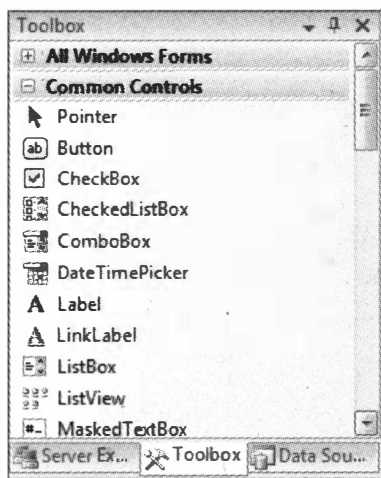 Toolbox
All Windows Forms
Common Controls
Pointer
Button
CheckBox
CheckedListBox
ComboBox
DateTimePicker
Label
LinkLabel
ListBox
ListView
MaskedTextBox
Server Ex... Toolbox Data Sou...